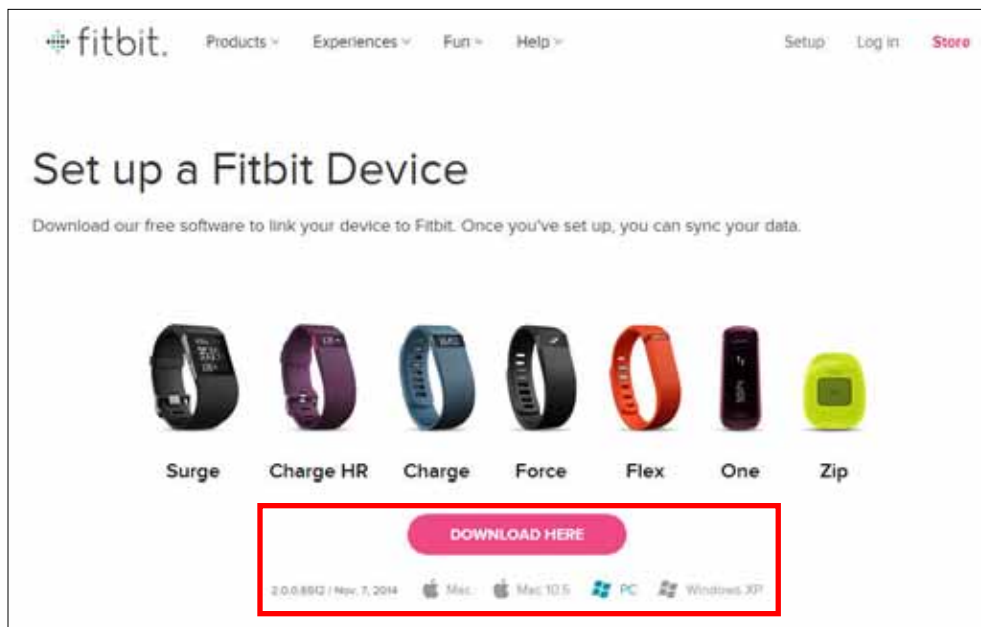 fitbit. Products Experiences Fun Help Setup Log in Store
Set up a Fitbit Device
Download our free software to link your device to Fitbit. Once you've set up, you can sync your data.
Surge Charge HR Charge Force Flex One Zip
DOWNLOAD HERE
Nov. 7, 2014 Mac Mac 10.5 PC Windows XP